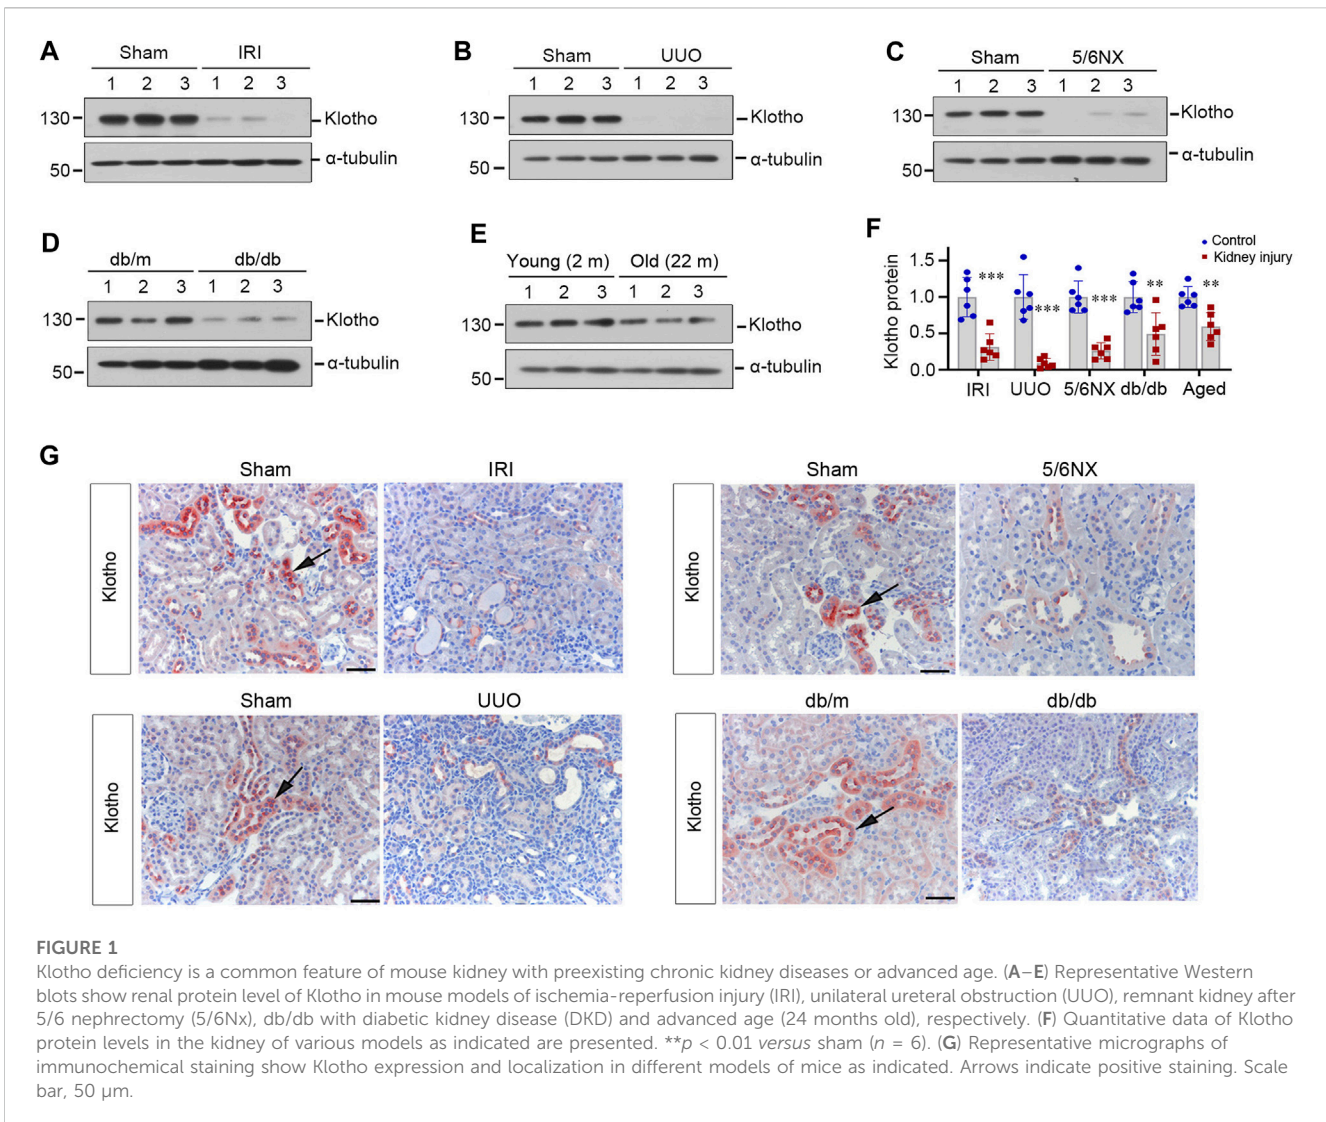 A
Sham IRI
1 2 3 1 2 3
130
Klotho
α-tubulin
50
B
Sham UUO
1 2 3 1 2 3
130
Klotho
α-tubulin
50
C
Sham 5/6NX
1 2 3 1 2 3
130
Klotho
α-tubulin
50
D
db/m db/db
1 2 3 1 2 3
130
Klotho
α-tubulin
50
E
Young (2 m) Old (22 m)
1 2 3 1 2 3
130
Klotho
α-tubulin
50
F
Control
Kidney injury
Klotho protein
1.5
1.0
0.5
0.0
*** *** *** ** **
IRI UUO 5/6NX db/db Aged
G
Sham IRI
Klotho
Sham 5/6NX
Klotho
Sham UUO
Klotho
db/m db/db
Klotho
FIGURE 1
Klotho deficiency is a common feature of mouse kidney with preexisting chronic kidney diseases or advanced age. (A–E) Representative Western
blots show renal protein level of Klotho in mouse models of ischemia-reperfusion injury (IRI), unilateral ureteral obstruction (UUO), remnant kidney after
5/6 nephrectomy (5/6Nx), db/db with diabetic kidney disease (DKD) and advanced age (24 months old), respectively. (F) Quantitative data of Klotho
protein levels in the kidney of various models as indicated are presented. **p < 0.01 versus sham (n = 6). (G) Representative micrographs of
immunochemical staining show Klotho expression and localization in different models of mice as indicated. Arrows indicate positive staining. Scale
bar, 50 μm.